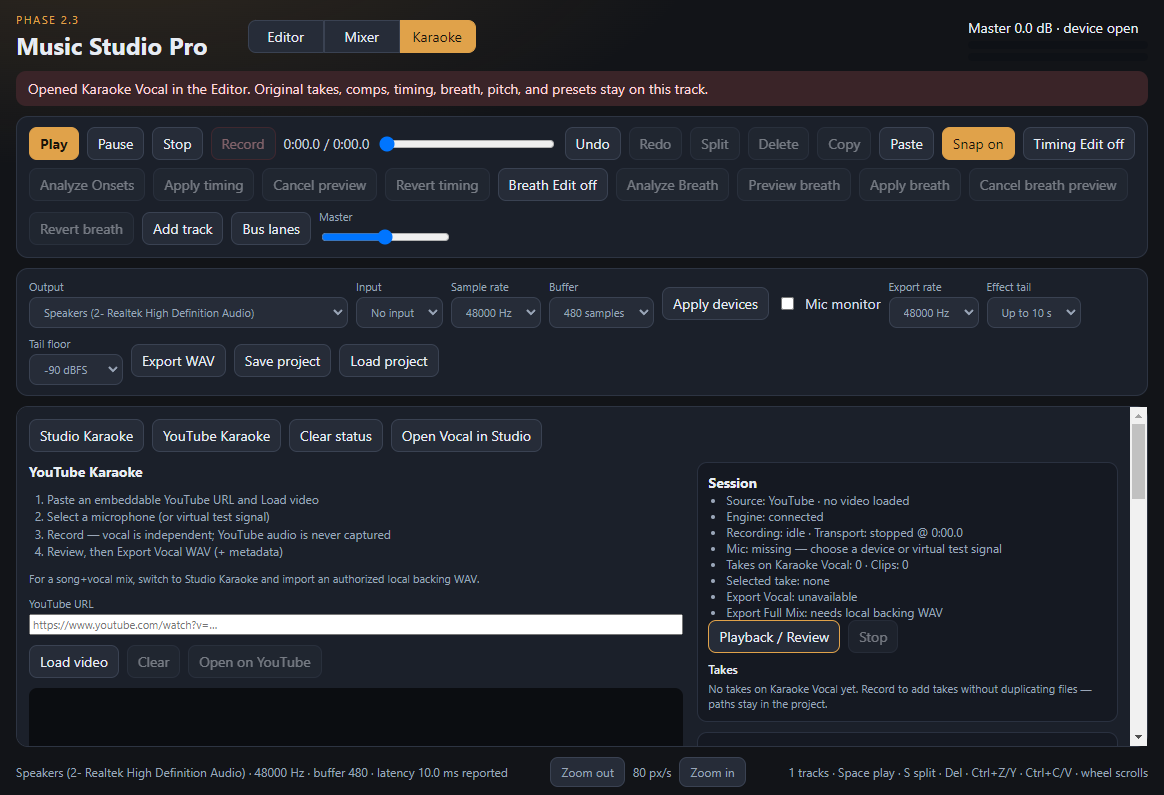 PHASE 2.3
Music Studio Pro
Editor Mixer Karaoke
Master 0.0 dB · device open
Opened Karaoke Vocal in the Editor. Original takes, comps, timing, breath, pitch, and presets stay on this track.
Play Pause Stop Record 0:00.0 / 0:00.0 Undo Redo Split Delete Copy Paste Snap on Timing Edit off
Analyze Onsets Apply timing Cancel preview Revert timing Breath Edit off Analyze Breath Preview breath Apply breath Cancel breath preview
Revert breath Add track Bus lanes Master
Output Input Sample rate Buffer Export rate Effect tail
Speakers (2- Realtek High Definition Audio) No input 48000 Hz 480 samples Apply devices Mic monitor 48000 Hz Up to 10 s
Tail floor
-90 dBFS Export WAV Save project Load project
Studio Karaoke YouTube Karaoke Clear status Open Vocal in Studio
YouTube Karaoke
1. Paste an embeddable YouTube URL and Load video
2. Select a microphone (or virtual test signal)
3. Record — vocal is independent; YouTube audio is never captured
4. Review, then Export Vocal WAV (+ metadata)
For a song+vocal mix, switch to Studio Karaoke and import an authorized local backing WAV.
YouTube URL
https://www.youtube.com/watch?v=...
Load video Clear Open on YouTube
Session
• Source: YouTube · no video loaded
• Engine: connected
• Recording: idle · Transport: stopped @ 0:00.0
• Mic: missing — choose a device or virtual test signal
• Takes on Karaoke Vocal: 0 · Clips: 0
• Selected take: none
• Export Vocal: unavailable
• Export Full Mix: needs local backing WAV
Playback / Review Stop
Takes
No takes on Karaoke Vocal yet. Record to add takes without duplicating files —
paths stay in the project.
Speakers (2- Realtek High Definition Audio) · 48000 Hz · buffer 480 · latency 10.0 ms reported
Zoom out 80 px/s Zoom in
1 tracks · Space play · S split · Del · Ctrl+Z/Y · Ctrl+C/V · wheel scrolls